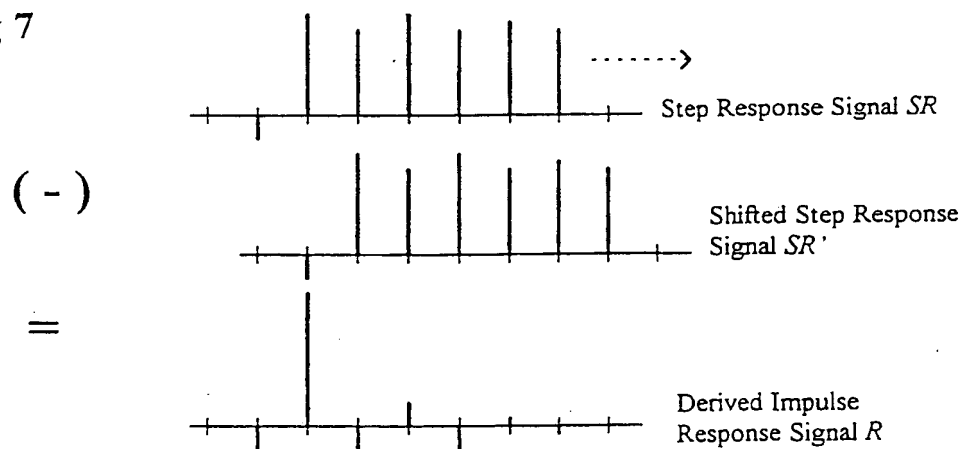 7
Step Response Signal SR
( - )
Shifted Step Response
Signal SR'
=
Derived Impulse
Response Signal R